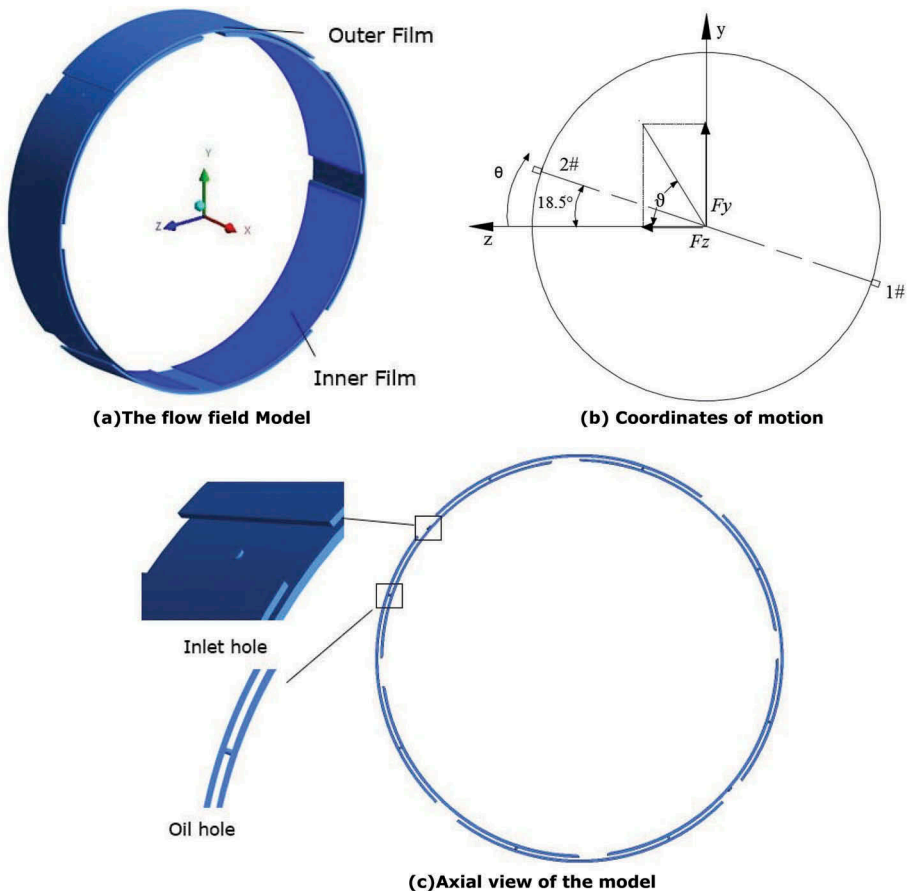 Outer Film
Y
Z
X
Inner Film
(a)The flow field Model
y
θ
2#
18.5°
ϑ
Fy
z
Fz
1#
(b) Coordinates of motion
Inlet hole
Oil hole
(c)Axial view of the model